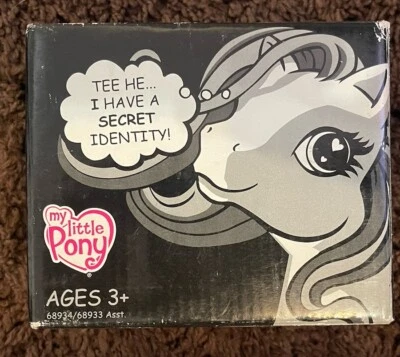 TEE HE...
I HAVE A
SECRET
IDENTITY!
my
little
Pony
®
AGES 3+
68934/68933 Asst.